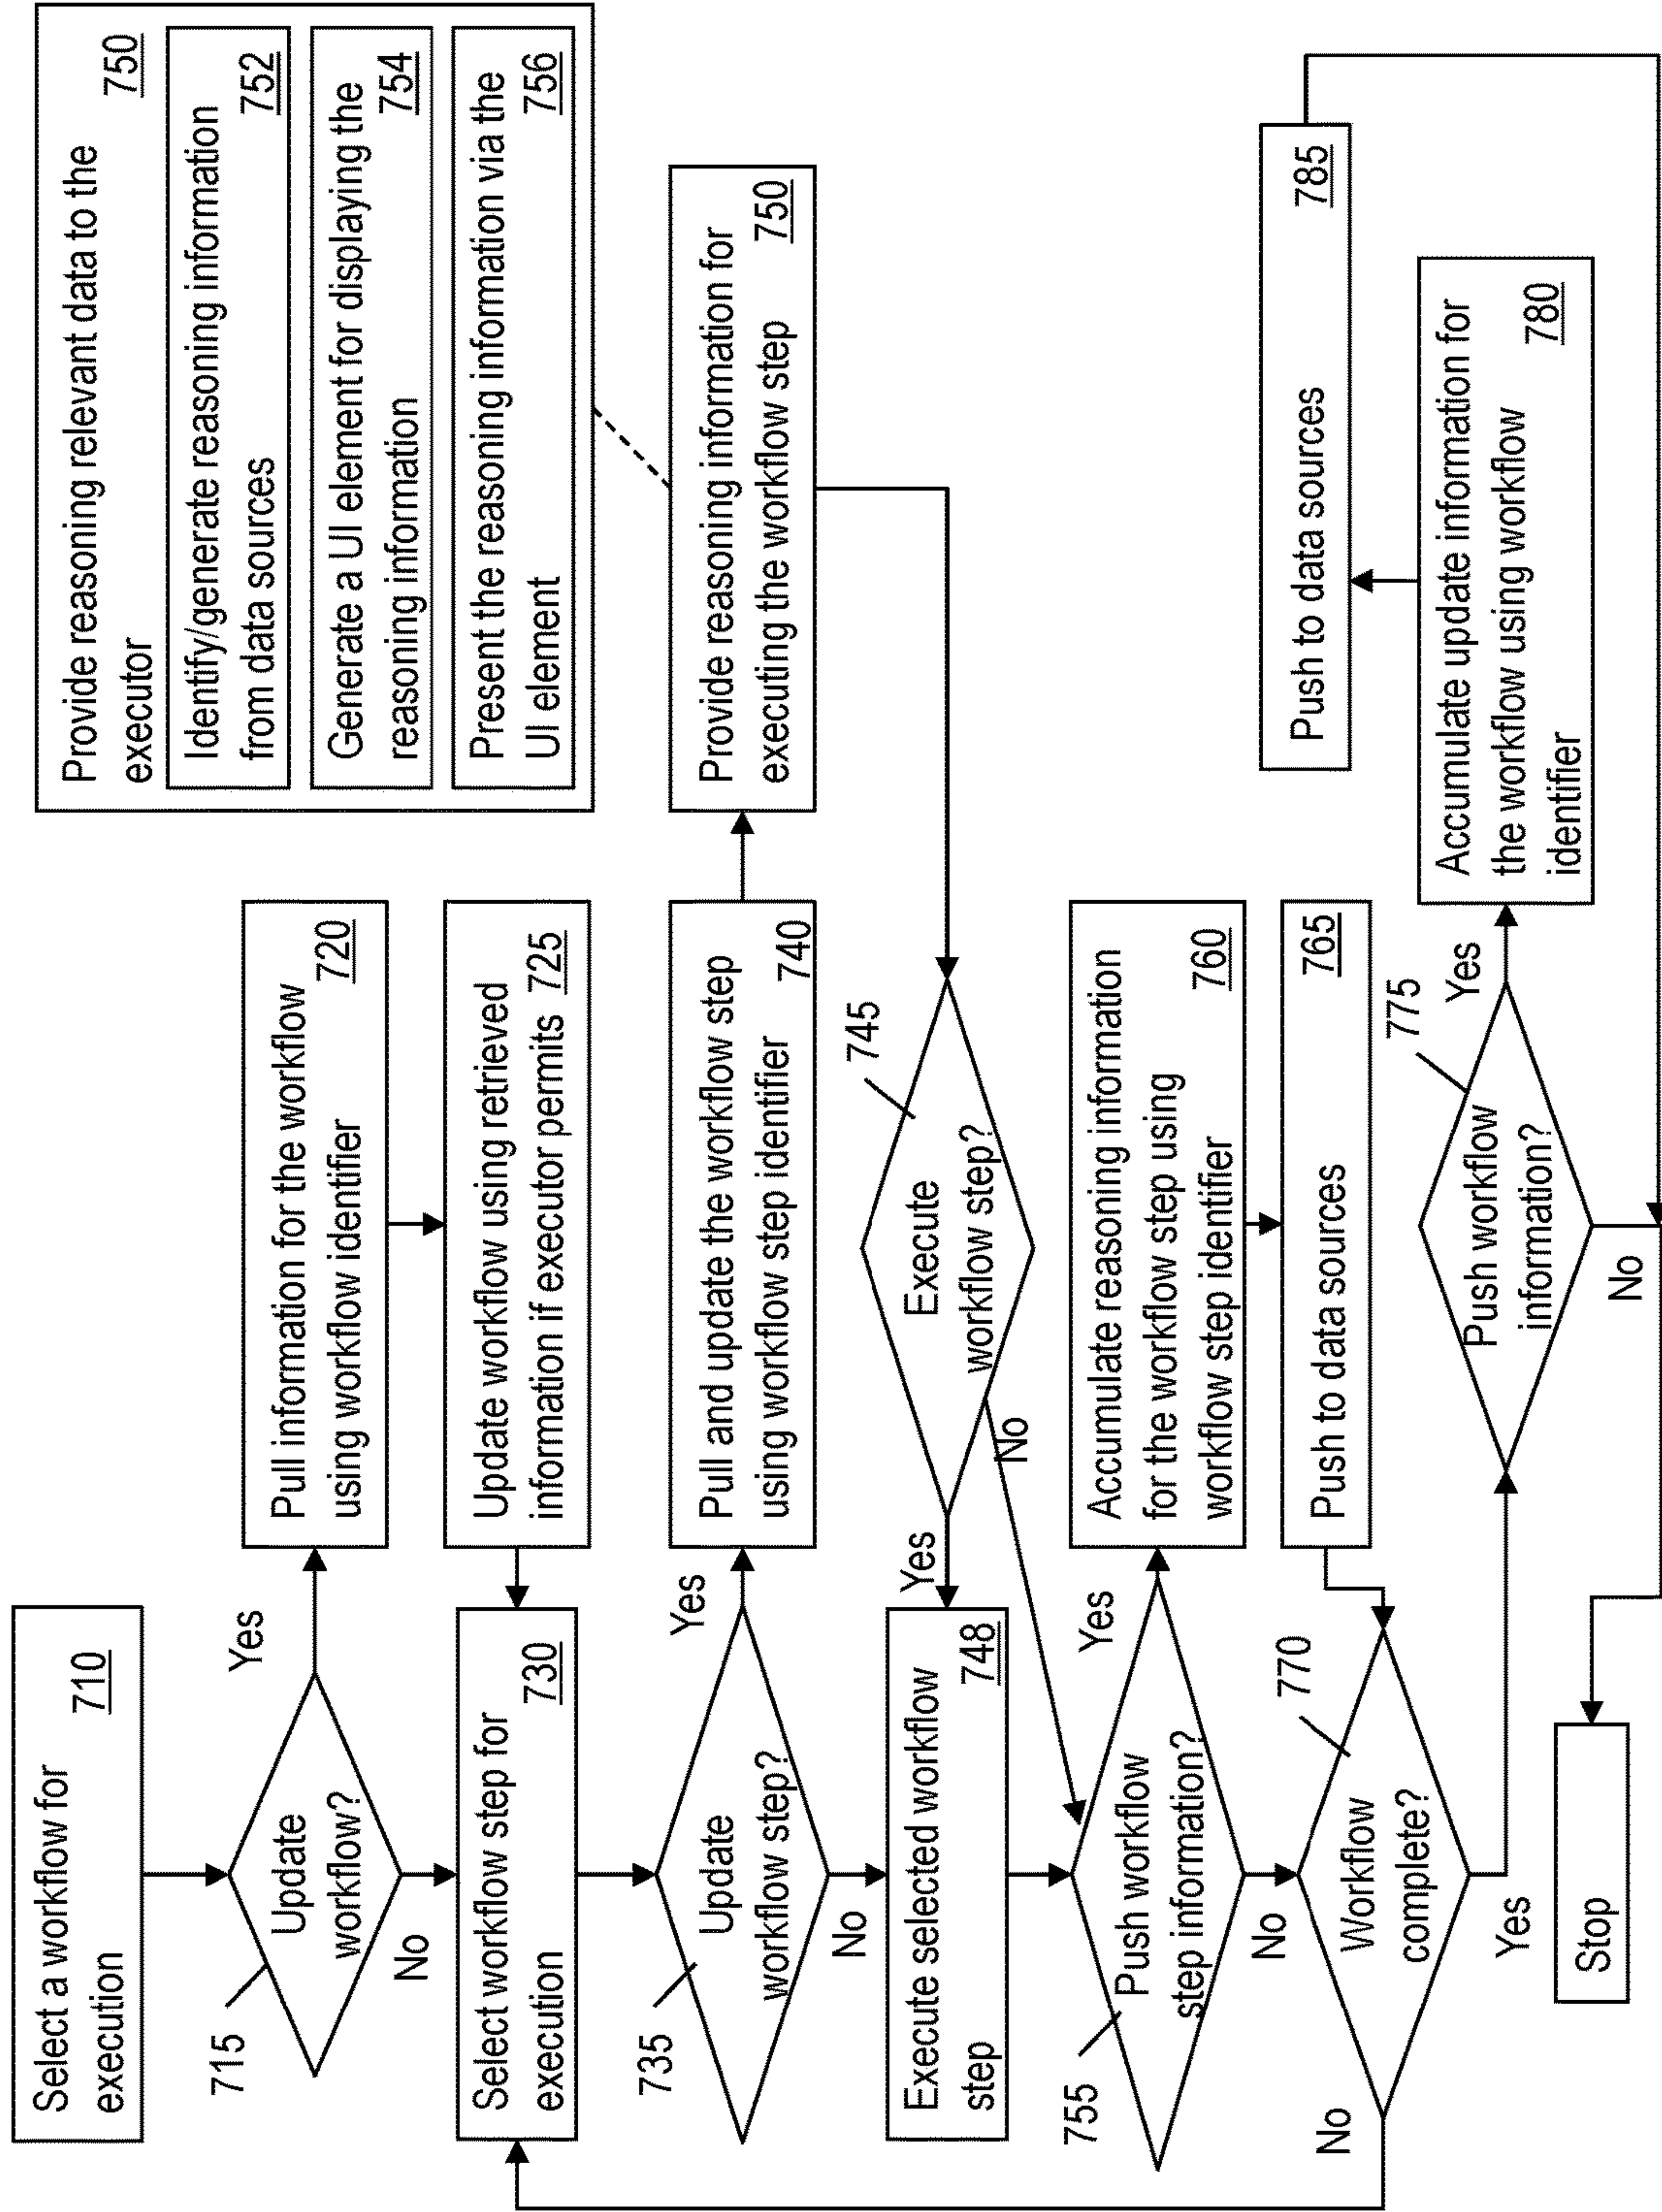 Select a workflow for
execution
710
Update
workflow?
715
Yes
No
Pull information for the workflow
using workflow identifier
720
Update workflow using retrieved
information if executor permits 725
Select workflow step for
execution
730
Update
workflow step?
735
Yes
No
Pull and update the workflow step
using workflow step identifier 740
Provide reasoning relevant data to the
executor
750
Identify/generate reasoning information
from data sources
752
Generate a UI element for displaying the
reasoning information
754
Present the reasoning information via the
UI element
756
Provide reasoning information for
executing the workflow step
750
Execute
workflow step?
745
Yes
No
Execute selected workflow
step
748
Push workflow
step information?
755
Yes
No
Accumulate reasoning information
for the workflow step using
workflow step identifier
760
Push to data sources
765
Workflow
complete?
770
No
Yes
Push workflow
information?
775
Yes
No
Accumulate update information for
the workflow using workflow
identifier
780
Push to data sources
785
Stop